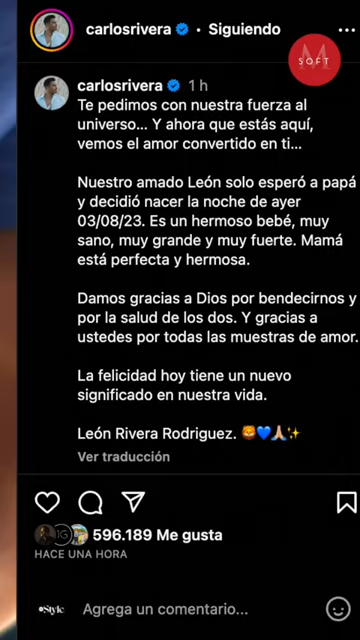 carlosrivera • Siguiendo
M
SOFT
carlosrivera 1 h
Te pedimos con nuestra fuerza al
universo... Y ahora que estás aquí,
vemos el amor convertido en ti...
Nuestro amado León solo esperó a papá
y decidió nacer la noche de ayer
03/08/23. Es un hermoso bebé, muy
sano, muy grande y muy fuerte. Mamá
está perfecta y hermosa.
Damos gracias a Dios por bendecirnos y
por la salud de los dos. Y gracias a
ustedes por todas las muestras de amor.
La felicidad hoy tiene un nuevo
significado en nuestra vida.
León Rivera Rodriguez. 🦁💙🙏🏼✨
Ver traducción
596.189 Me gusta
HACE UNA HORA
Style
Agrega un comentario...